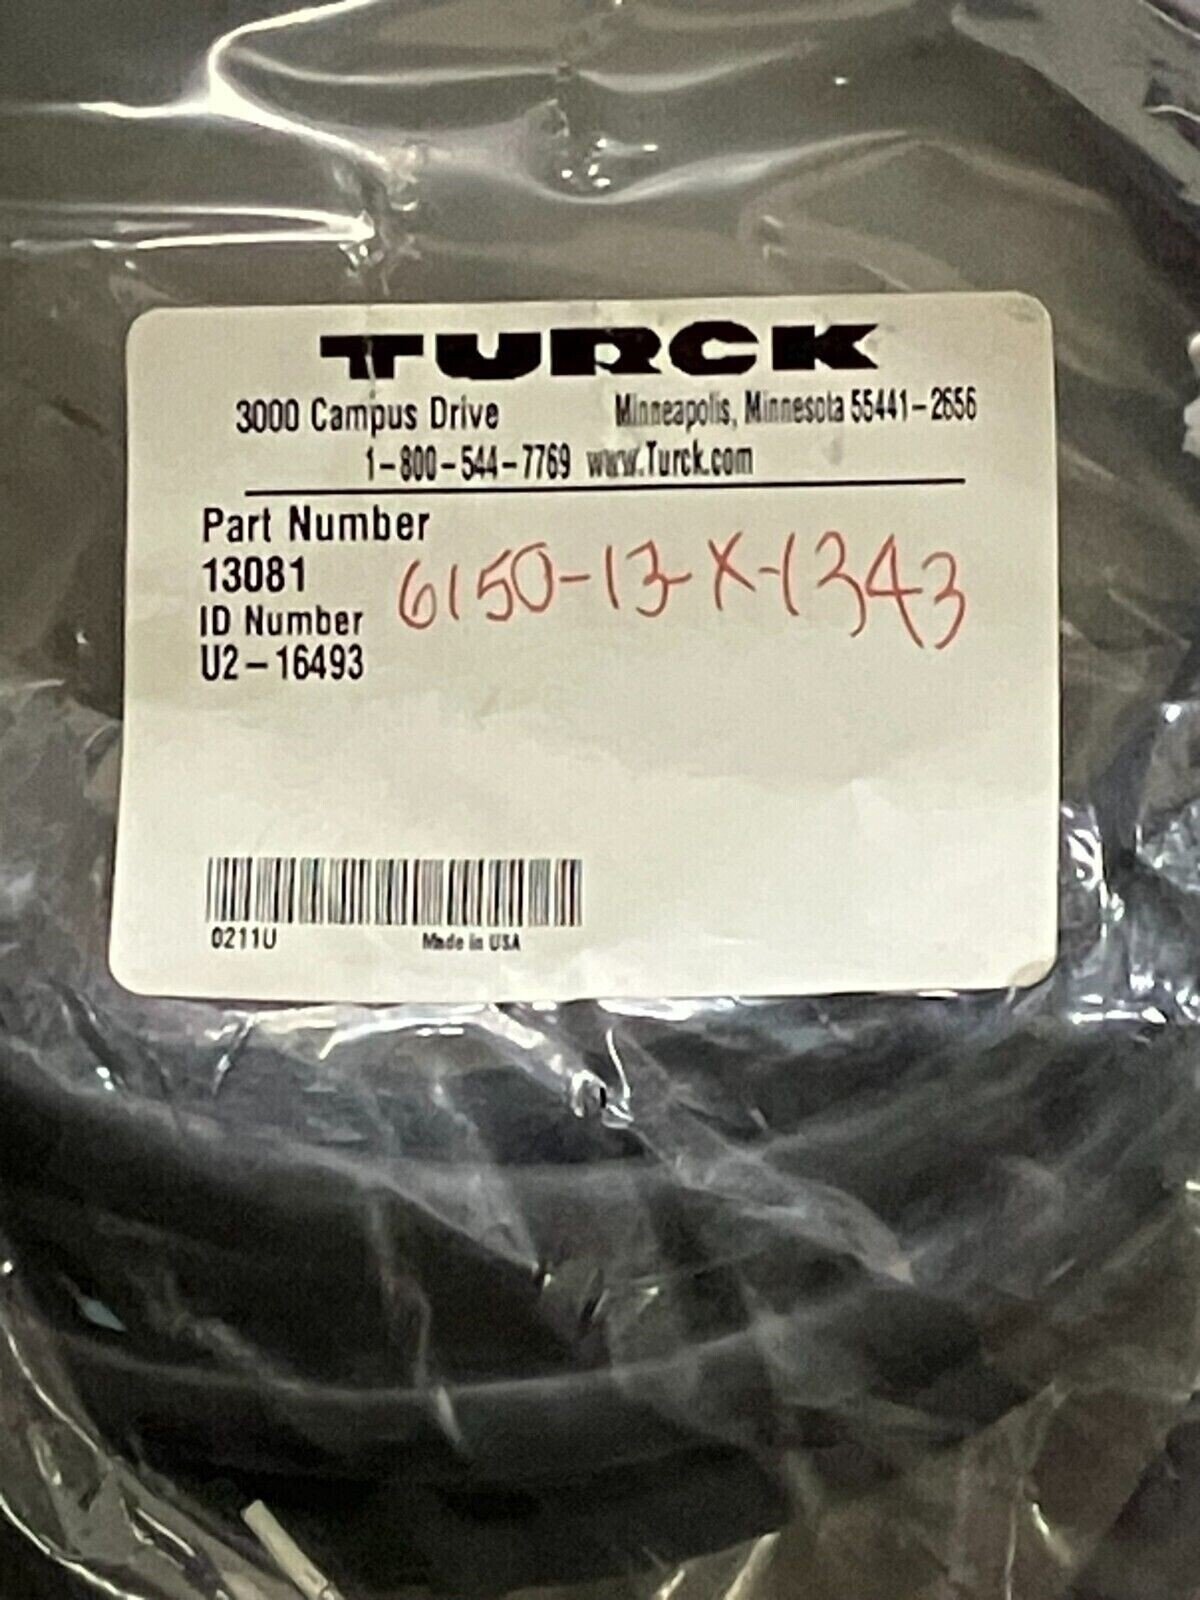 TURCK
3000 Campus Drive Minneapolis, Minnesota 55441-2656
1-800-544-7769 www.Turck.com
Part Number
13081 6150-13-X-1343
ID Number
U2-16493
0211U Made in USA